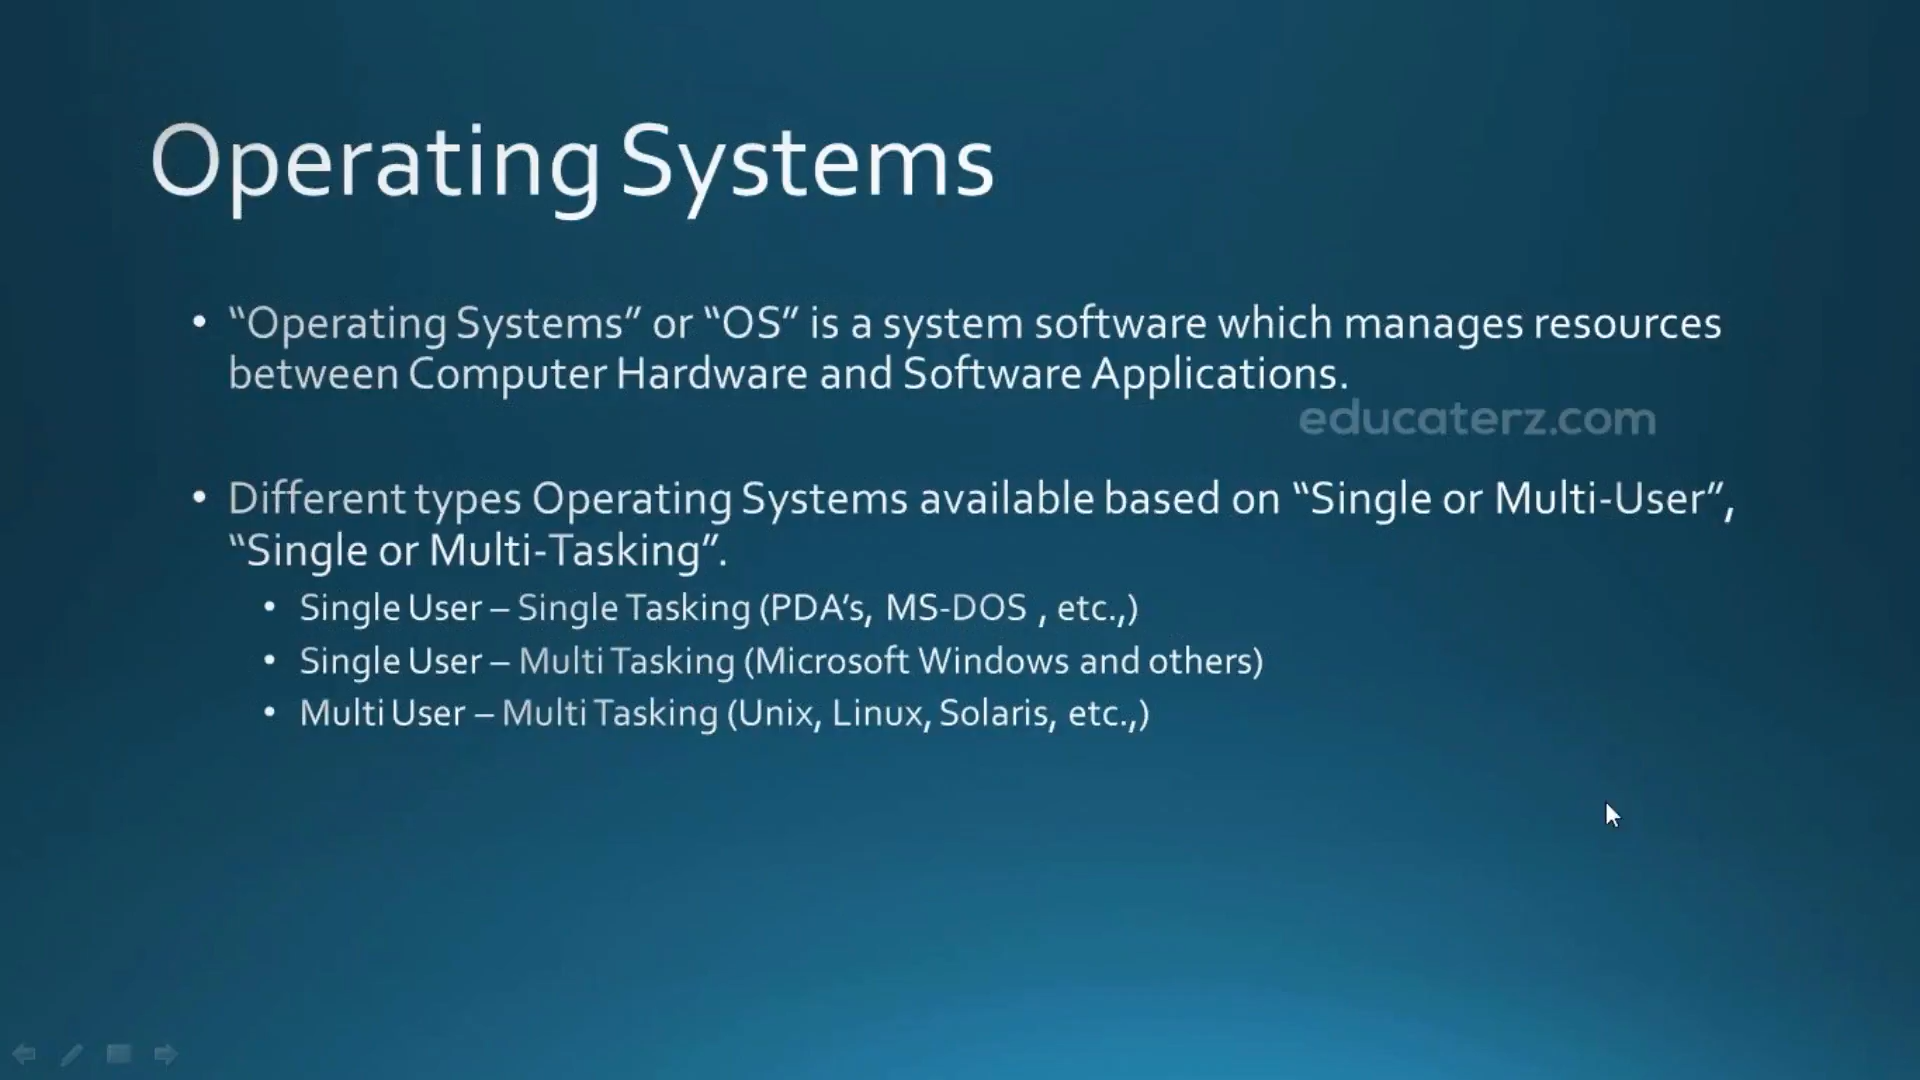 Operating Systems
• “Operating Systems” or “OS” is a system software which manages resources
between Computer Hardware and Software Applications.
educaterz.com
• Different types Operating Systems available based on “Single or Multi-User”,
“Single or Multi-Tasking”.
• Single User – Single Tasking (PDA’s, MS-DOS , etc.,)
• Single User – Multi Tasking (Microsoft Windows and others)
• Multi User – Multi Tasking (Unix, Linux, Solaris, etc.,)